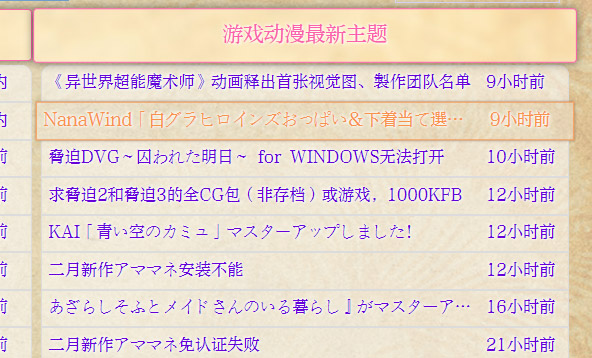 游戏动漫最新主题
内 《异世界超能魔术师》动画释出首张视觉图、製作团队名单 9小时前
内 NanaWind「白グラヒロインズおっぱい＆下着当て選… 9小时前
前 脅迫DVG～囚われた明日～ for WINDOWS无法打开 10小时前
前 求脅迫2和脅迫3的全CG包（非存档）或游戏，1000KFB 12小时前
前 KAI「青い空のカミュ」マスターアップしました! 12小时前
前 二月新作アママネ安装不能 12小时前
前 あざらしそふとメイドさんのいる暮らし』がマスターア… 16小时前
前 二月新作アママネ免认证失败 21小时前